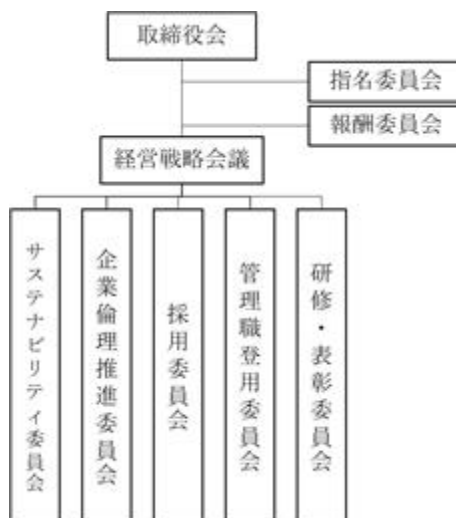 取締役会
指名委員会
報酬委員会
経営戦略会議
サステナビリティ委員会
企業倫理推進委員会
採用委員会
管理職登用委員会
研修・表彰委員会